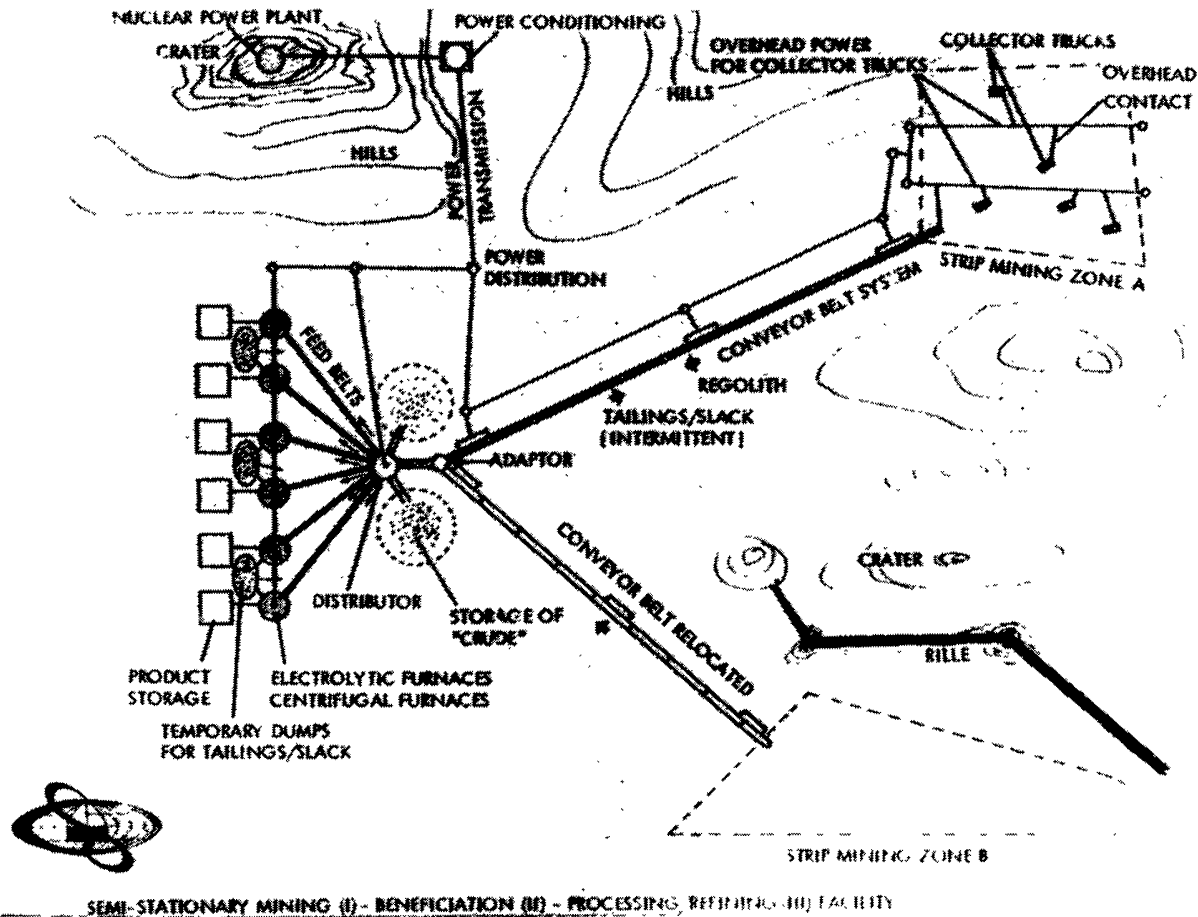 NUCLEAR POWER PLANT
CRATER
POWER CONDITIONING
OVERHEAD POWER
FOR COLLECTOR TRUCKS
COLLECTOR TRUCKS
OVERHEAD
CONTACT
HILLS
HILLS
POWER
TRANSMISSION
POWER
DISTRIBUTION
STRIP MINING ZONE A
CONVEYOR BELT SYSTEM
FEED BELTS
REGOLITH
TAILINGS/SLACK
(INTERMITTENT)
ADAPTOR
CONVEYOR BELT RELOCATED
CRATER
DISTRIBUTOR
STORAGE OF
"CRUDE"
RILLE
PRODUCT
STORAGE
ELECTROLYTIC FURNACES
CENTRIFUGAL FURNACES
TEMPORARY DUMPS
FOR TAILINGS/SLACK
STRIP MINING ZONE B
SEMI-STATIONARY MINING (I) - BENEFICIATION (II) - PROCESSING, REFINING (III) FACILITY